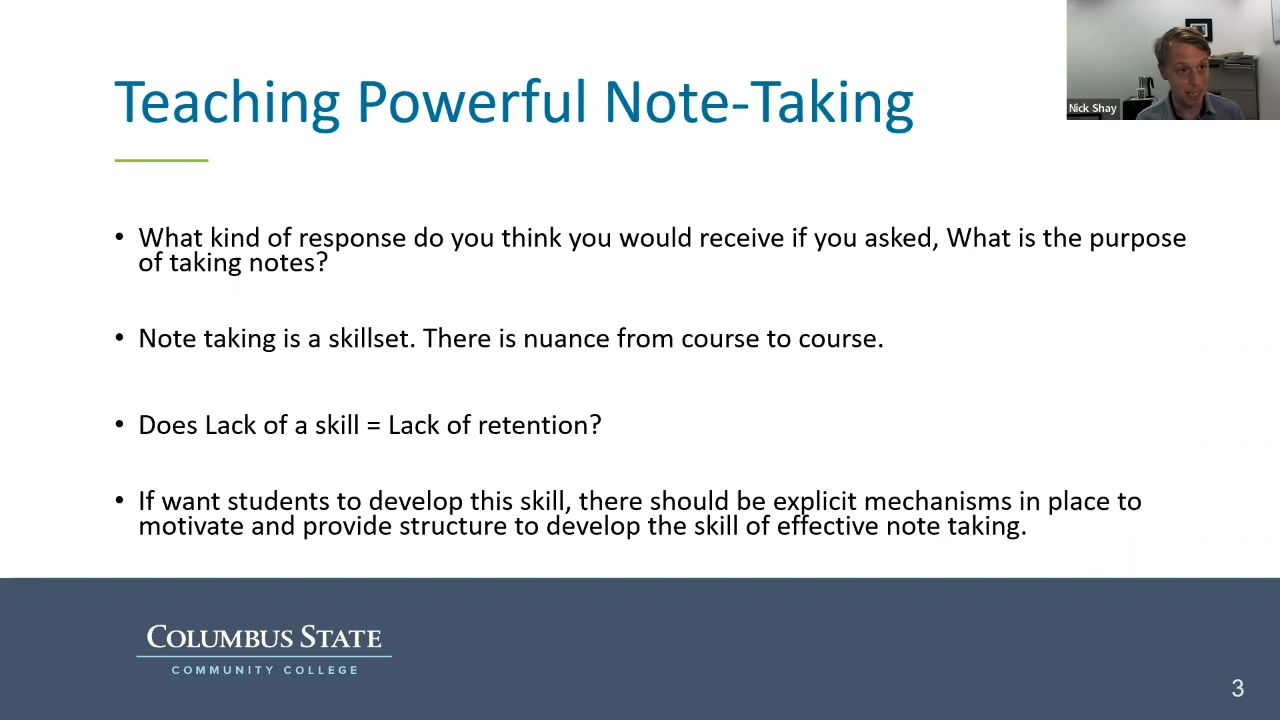 Teaching Powerful Note-Taking
Nick Shay
• What kind of response do you think you would receive if you asked, What is the purpose
of taking notes?
• Note taking is a skillset. There is nuance from course to course.
• Does Lack of a skill = Lack of retention?
• If want students to develop this skill, there should be explicit mechanisms in place to
motivate and provide structure to develop the skill of effective note taking.
COLUMBUS STATE
COMMUNITY COLLEGE
3